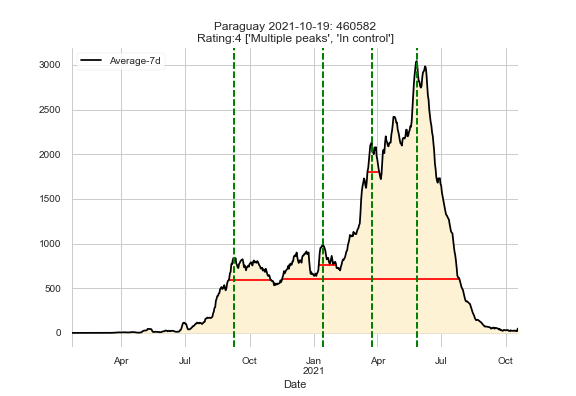 Paraguay 2021-10-19: 460582
Rating:4 ['Multiple peaks', 'In control']
Average-7d
3000
2500
2000
1500
1000
500
0
Apr Jul Oct Jan Apr Jul Oct
2021
Date